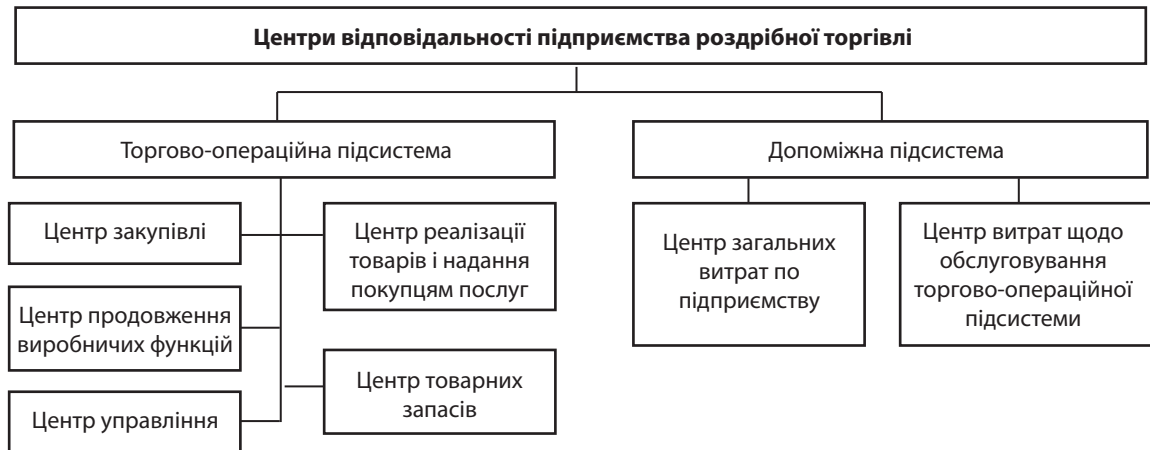 Центри відповідальності підприємства роздрібної торгівлі
Торгово-операційна підсистема
Допоміжна підсистема
Центр закупівлі
Центр реалізації
товарів і надання
покупцям послуг
Центр продовження
виробничих функцій
Центр товарних
запасів
Центр управління
Центр загальних
витрат по
підприємству
Центр витрат щодо
обслуговування
торгово-операційної
підсистеми